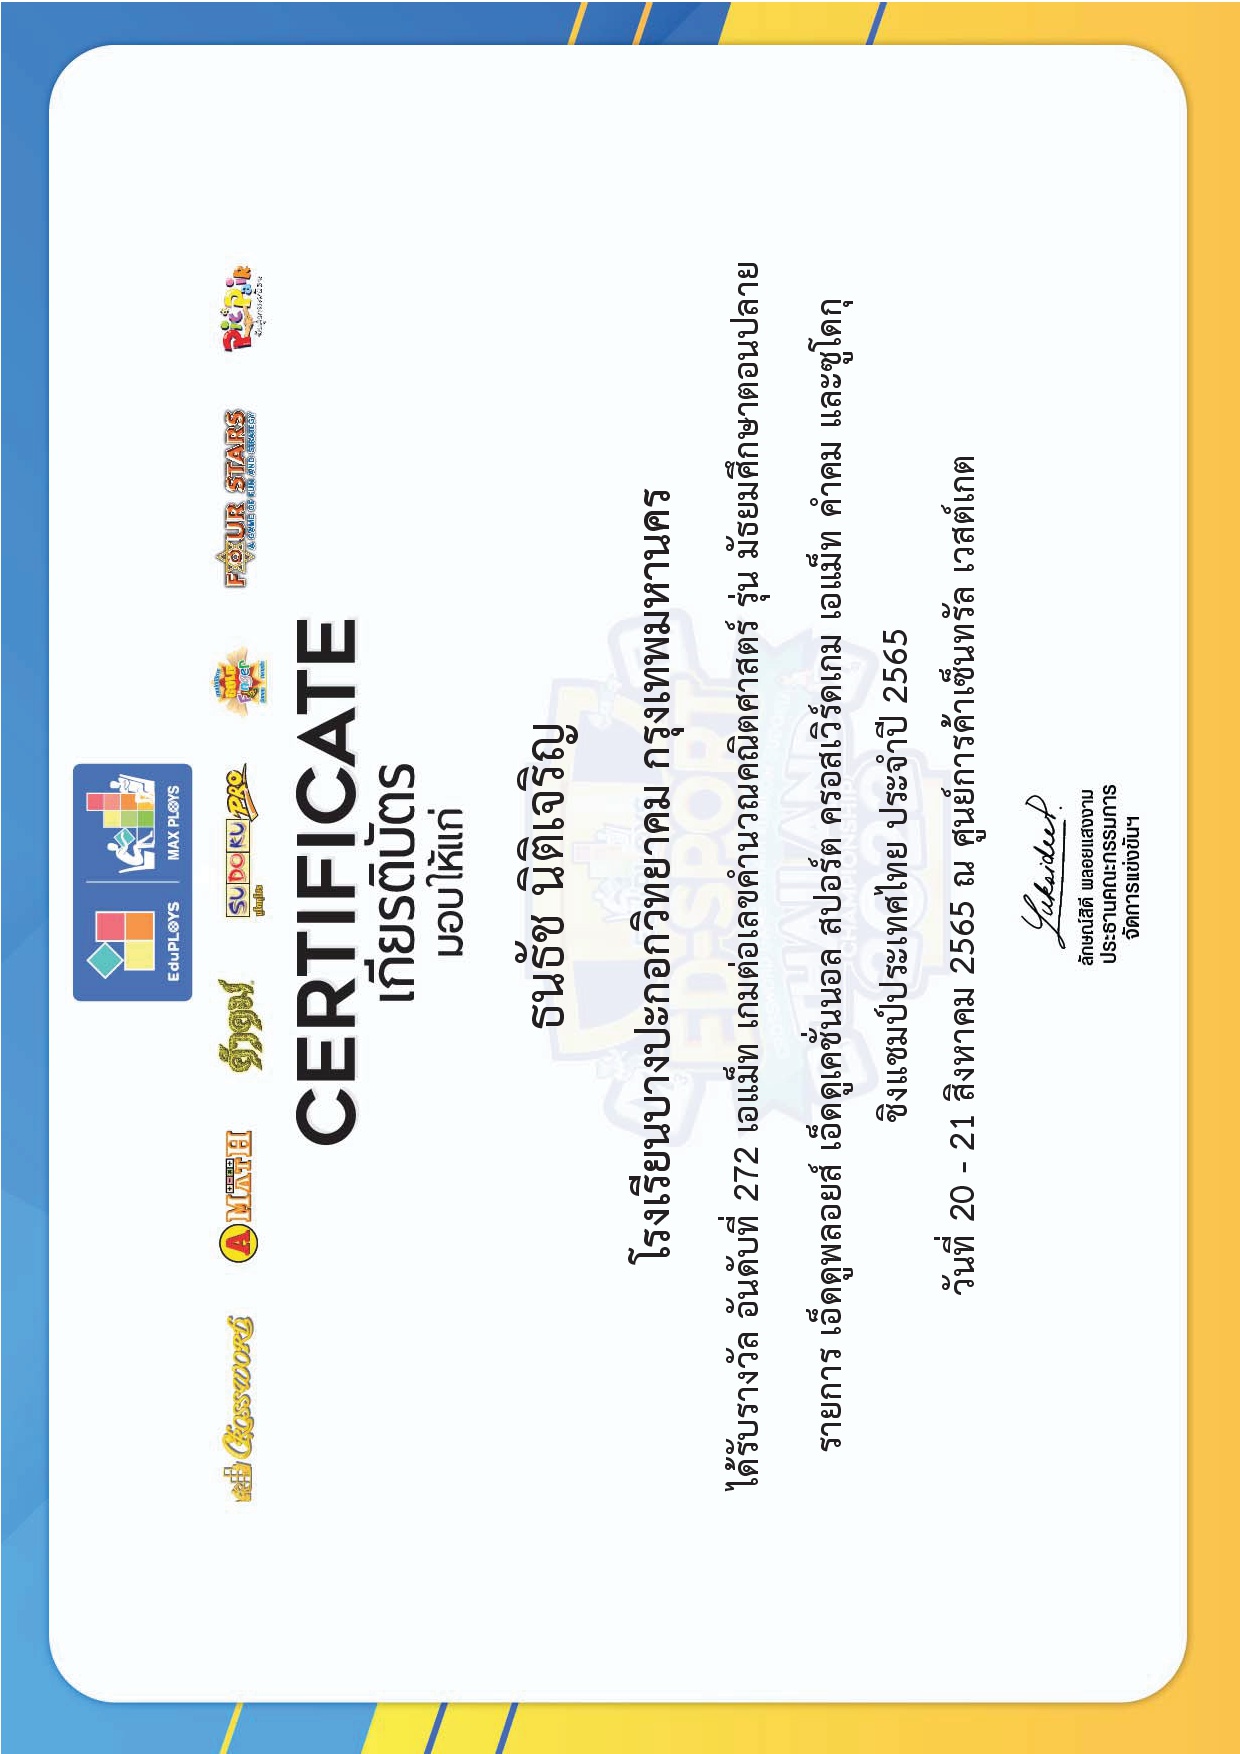 EduPLOYS MAX PLOYS
CROSSWORD A MATH คำคม SUDOKU PRO GOLD Finger FOUR STARS Pic Pair
ซูโดกุโปร A GAME OF FUN AND STRATEGY
CERTIFICATE
เกียรติบัตร
มอบให้แก่
ธนธัช นิติเจริญ
โรงเรียนบางปะกอกวิทยาคม กรุงเทพมหานคร
ED-SPORT
ได้รับรางวัล อันดับที่ 272 เอแม็ท เกมต่อเลขคำนวณคณิตศาสตร์ รุ่น มัธยมศึกษาตอนปลาย
THAILAND
รายการ เอ็ดดูพลอยส์ เอ็ดดูเคชั่นนอล สปอร์ต ครอสเวิร์ดเกม เอแม็ท คำคม และซูโดกุ
CHAMPIONSHIP
2022
ชิงแชมป์ประเทศไทย ประจำปี 2565
วันที่ 20 - 21 สิงหาคม 2565 ณ ศูนย์การค้าเซ็นทรัล เวสต์เกต
Luksidee P.
ลักษณ์สิดี พลอยแสงงาม
ประธานคณะกรรมการ
จัดการแข่งขันฯ